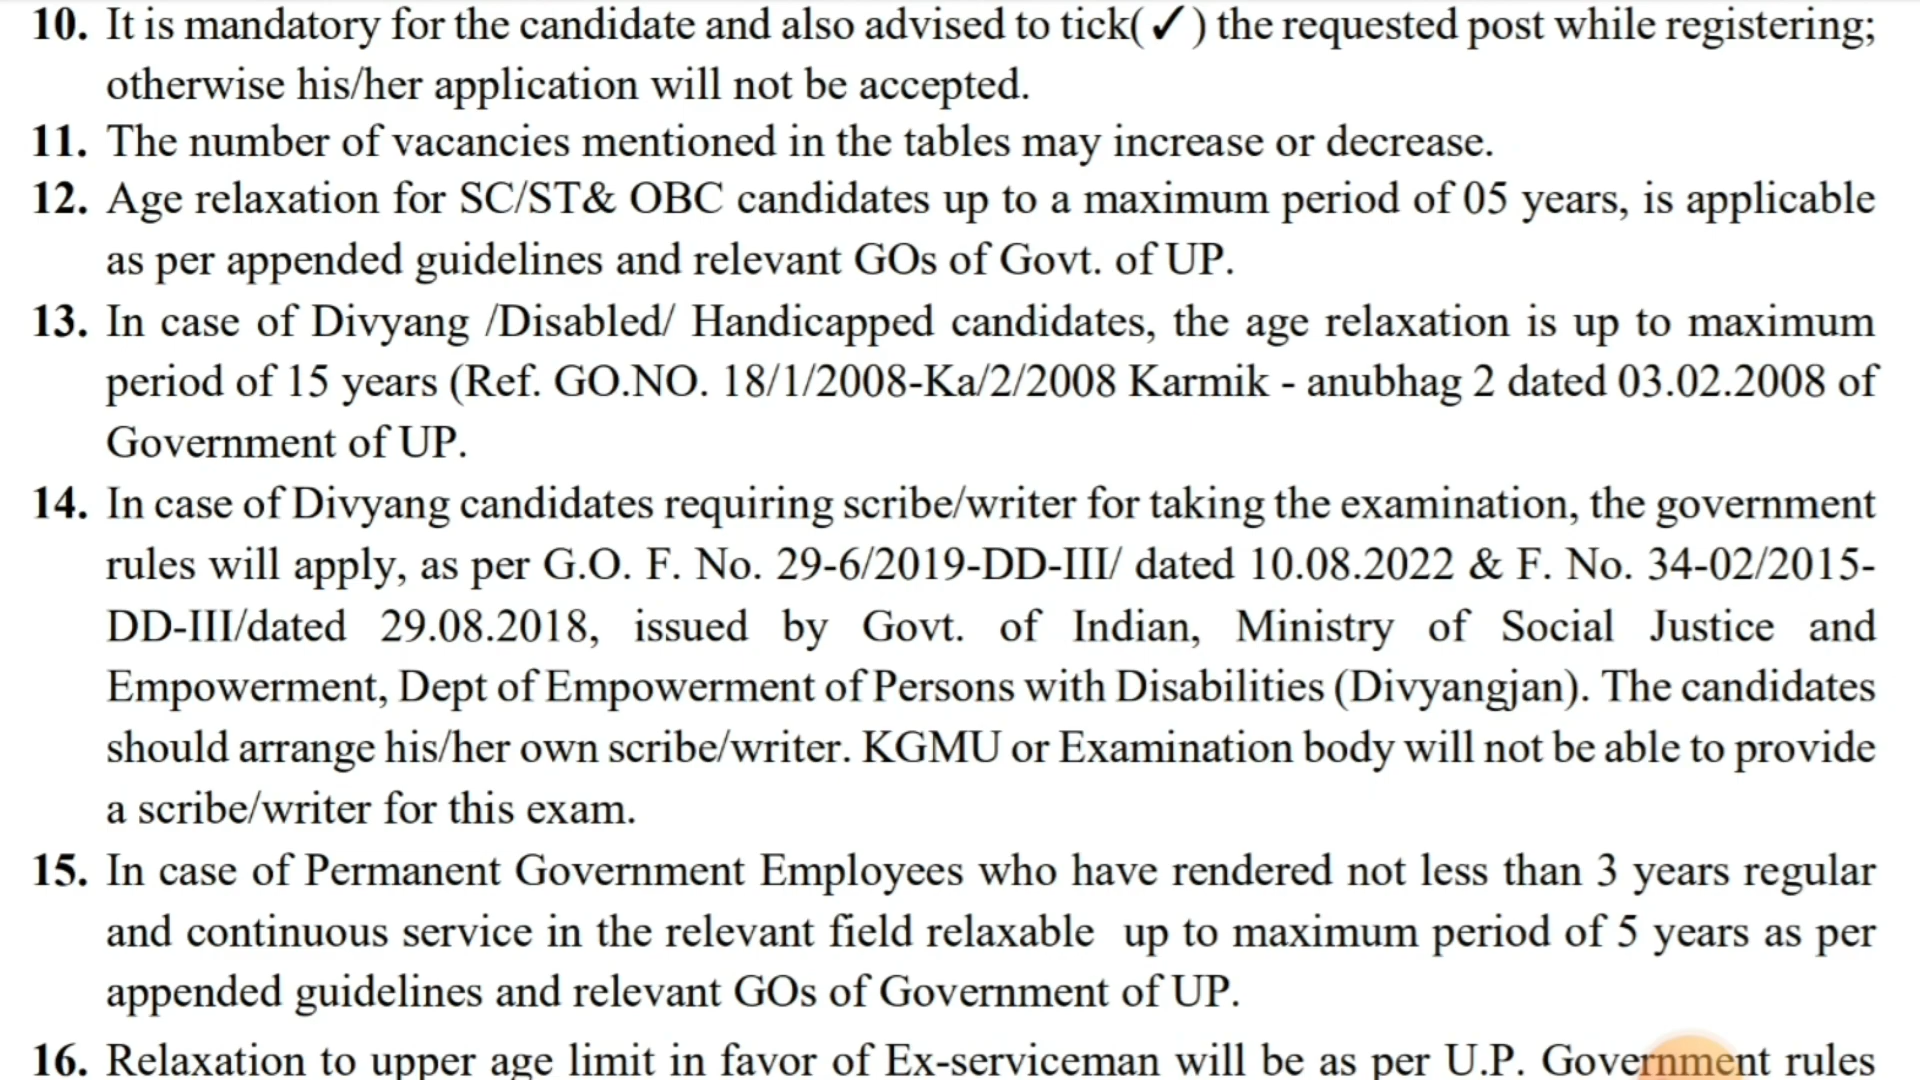 10. It is mandatory for the candidate and also advised to tick(✓) the requested post while registering;
otherwise his/her application will not be accepted.
11. The number of vacancies mentioned in the tables may increase or decrease.
12. Age relaxation for SC/ST& OBC candidates up to a maximum period of 05 years, is applicable
as per appended guidelines and relevant GOs of Govt. of UP.
13. In case of Divyang /Disabled/ Handicapped candidates, the age relaxation is up to maximum
period of 15 years (Ref. GO.NO. 18/1/2008-Ka/2/2008 Karmik - anubhag 2 dated 03.02.2008 of
Government of UP.
14. In case of Divyang candidates requiring scribe/writer for taking the examination, the government
rules will apply, as per G.O. F. No. 29-6/2019-DD-III/ dated 10.08.2022 & F. No. 34-02/2015-
DD-III/dated 29.08.2018, issued by Govt. of Indian, Ministry of Social Justice and
Empowerment, Dept of Empowerment of Persons with Disabilities (Divyangjan). The candidates
should arrange his/her own scribe/writer. KGMU or Examination body will not be able to provide
a scribe/writer for this exam.
15. In case of Permanent Government Employees who have rendered not less than 3 years regular
and continuous service in the relevant field relaxable up to maximum period of 5 years as per
appended guidelines and relevant GOs of Government of UP.
16. Relaxation to upper age limit in favor of Ex-serviceman will be as per U.P. Government rules